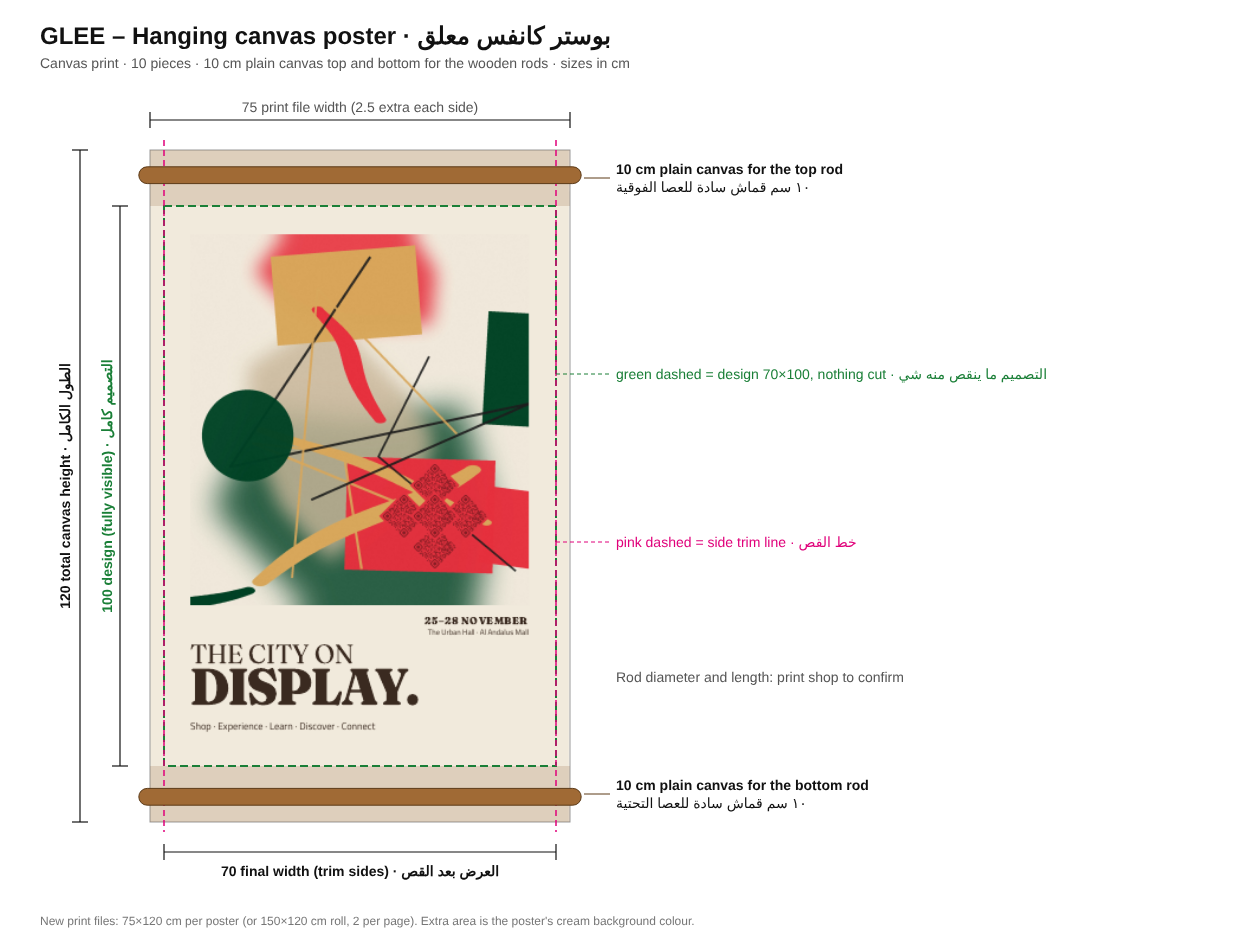 GLEE – Hanging canvas poster · بوستر كانفس معلق
Canvas print · 10 pieces · 10 cm plain canvas top and bottom for the wooden rods · sizes in cm
75 print file width (2.5 extra each side)
10 cm plain canvas for the top rod
١٠ سم قماش سادة للعصا الفوقية
120 total canvas height · الطول الكامل
100 design (fully visible) · التصميم كامل
green dashed = design 70×100, nothing cut · التصميم ما ينقص منه شي
pink dashed = side trim line · خط القص
25–28 NOVEMBER
The Urban Hall · Al Andalus Mall
THE CITY ON
DISPLAY.
Shop · Experience · Learn · Discover · Connect
Rod diameter and length: print shop to confirm
10 cm plain canvas for the bottom rod
١٠ سم قماش سادة للعصا التحتية
70 final width (trim sides) · العرض بعد القص
New print files: 75×120 cm per poster (or 150×120 cm roll, 2 per page). Extra area is the poster's cream background colour.